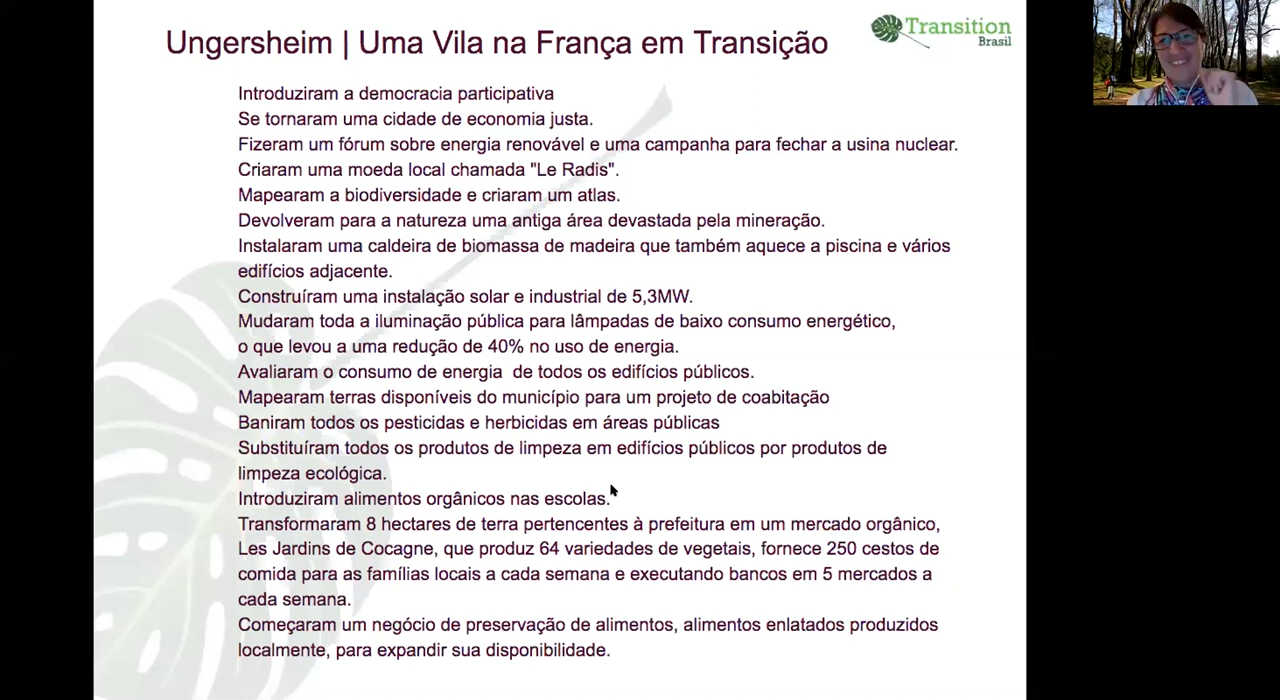 Ungersheim | Uma Vila na França em Transição
Transition
Brasil
Introduziram a democracia participativa
Se tornaram uma cidade de economia justa.
Fizeram um fórum sobre energia renovável e uma campanha para fechar a usina nuclear.
Criaram uma moeda local chamada "Le Radis".
Mapearam a biodiversidade e criaram um atlas.
Devolveram para a natureza uma antiga área devastada pela mineração.
Instalaram uma caldeira de biomassa de madeira que também aquece a piscina e vários
edifícios adjacente.
Construíram uma instalação solar e industrial de 5,3MW.
Mudaram toda a iluminação pública para lâmpadas de baixo consumo energético,
o que levou a uma redução de 40% no uso de energia.
Avaliaram o consumo de energia  de todos os edifícios públicos.
Mapearam terras disponíveis do município para um projeto de coabitação
Baniram todos os pesticidas e herbicidas em áreas públicas
Substituíram todos os produtos de limpeza em edifícios públicos por produtos de
limpeza ecológica.
Introduziram alimentos orgânicos nas escolas.
Transformaram 8 hectares de terra pertencentes à prefeitura em um mercado orgânico,
Les Jardins de Cocagne, que produz 64 variedades de vegetais, fornece 250 cestos de
comida para as famílias locais a cada semana e executando bancos em 5 mercados a
cada semana.
Começaram um negócio de preservação de alimentos, alimentos enlatados produzidos
localmente, para expandir sua disponibilidade.